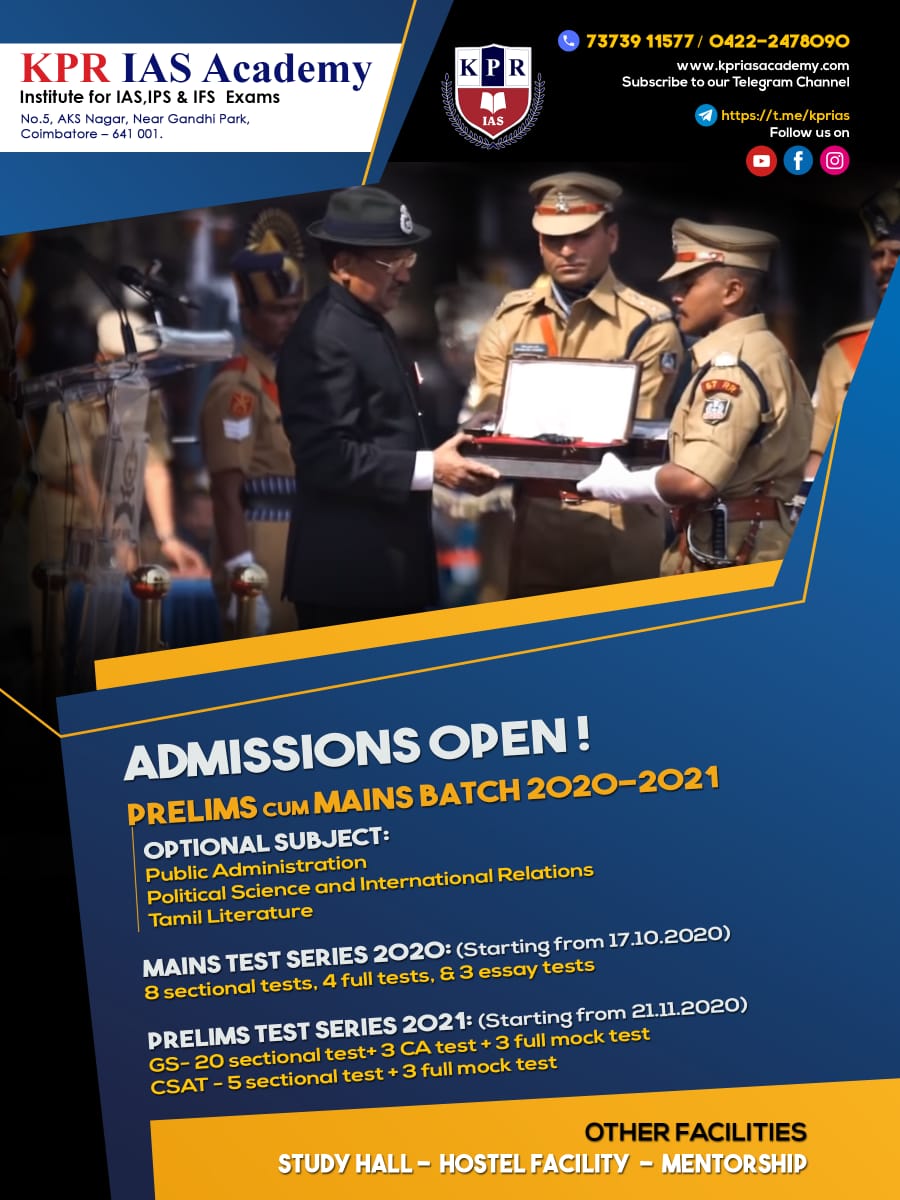 KPR IAS Academy
Institute for IAS,IPS & IFS Exams
No.5, AKS Nagar, Near Gandhi Park,
Coimbatore – 641 001.
K P R
IAS
73739 11577 / 0422-2478090
www.kpriasacademy.com
Subscribe to our Telegram Channel
https://t.me/kprias
Follow us on
67 RR
ADMISSIONS OPEN !
PRELIMS CUM MAINS BATCH 2020-2021
OPTIONAL SUBJECT:
Public Administration
Political Science and International Relations
Tamil Literature
MAINS TEST SERIES 2020: (Starting from 17.10.2020)
8 sectional tests, 4 full tests, & 3 essay tests
PRELIMS TEST SERIES 2021: (Starting from 21.11.2020)
GS- 20 sectional test+ 3 CA test + 3 full mock test
CSAT - 5 sectional test + 3 full mock test
OTHER FACILITIES
STUDY HALL - HOSTEL FACILITY - MENTORSHIP